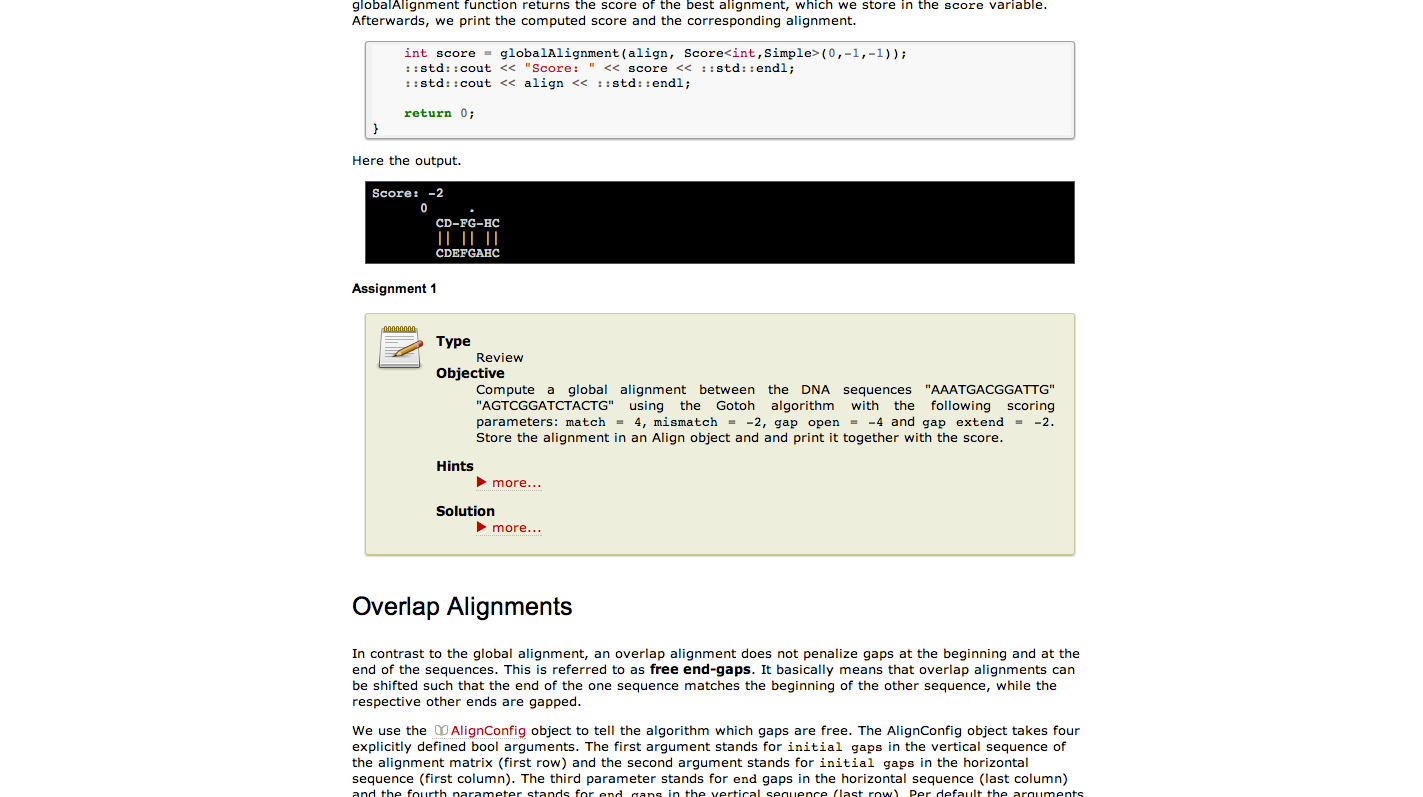 globalAlignment function returns the score of the best alignment, which we store in the score variable.
Afterwards, we print the computed score and the corresponding alignment.
int score = globalAlignment(align, Score<int,Simple>(0,-1,-1));
::std::cout << "Score: " << score << ::std::endl;
::std::cout << align << ::std::endl;
return 0;
}
Here the output.
Score: -2
0 .
CD-FG-HC
|| || ||
CDEFGAHC
Assignment 1
Type
Review
Objective
Compute a global alignment between the DNA sequences "AAATGACGGATTG"
"AGTCGGATCTACTG" using the Gotoh algorithm with the following scoring
parameters: match = 4, mismatch = -2, gap open = -4 and gap extend = -2.
Store the alignment in an Align object and and print it together with the score.
Hints
more...
Solution
more...
Overlap Alignments
In contrast to the global alignment, an overlap alignment does not penalize gaps at the beginning and at the
end of the sequences. This is referred to as free end-gaps. It basically means that overlap alignments can
be shifted such that the end of the one sequence matches the beginning of the other sequence, while the
respective other ends are gapped.
We use the AlignConfig object to tell the algorithm which gaps are free. The AlignConfig object takes four
explicitly defined bool arguments. The first argument stands for initial gaps in the vertical sequence of
the alignment matrix (first row) and the second argument stands for initial gaps in the horizontal
sequence (first column). The third parameter stands for end gaps in the horizontal sequence (last column)
and the fourth parameter stands for end gaps in the vertical sequence (last row). Per default the arguments